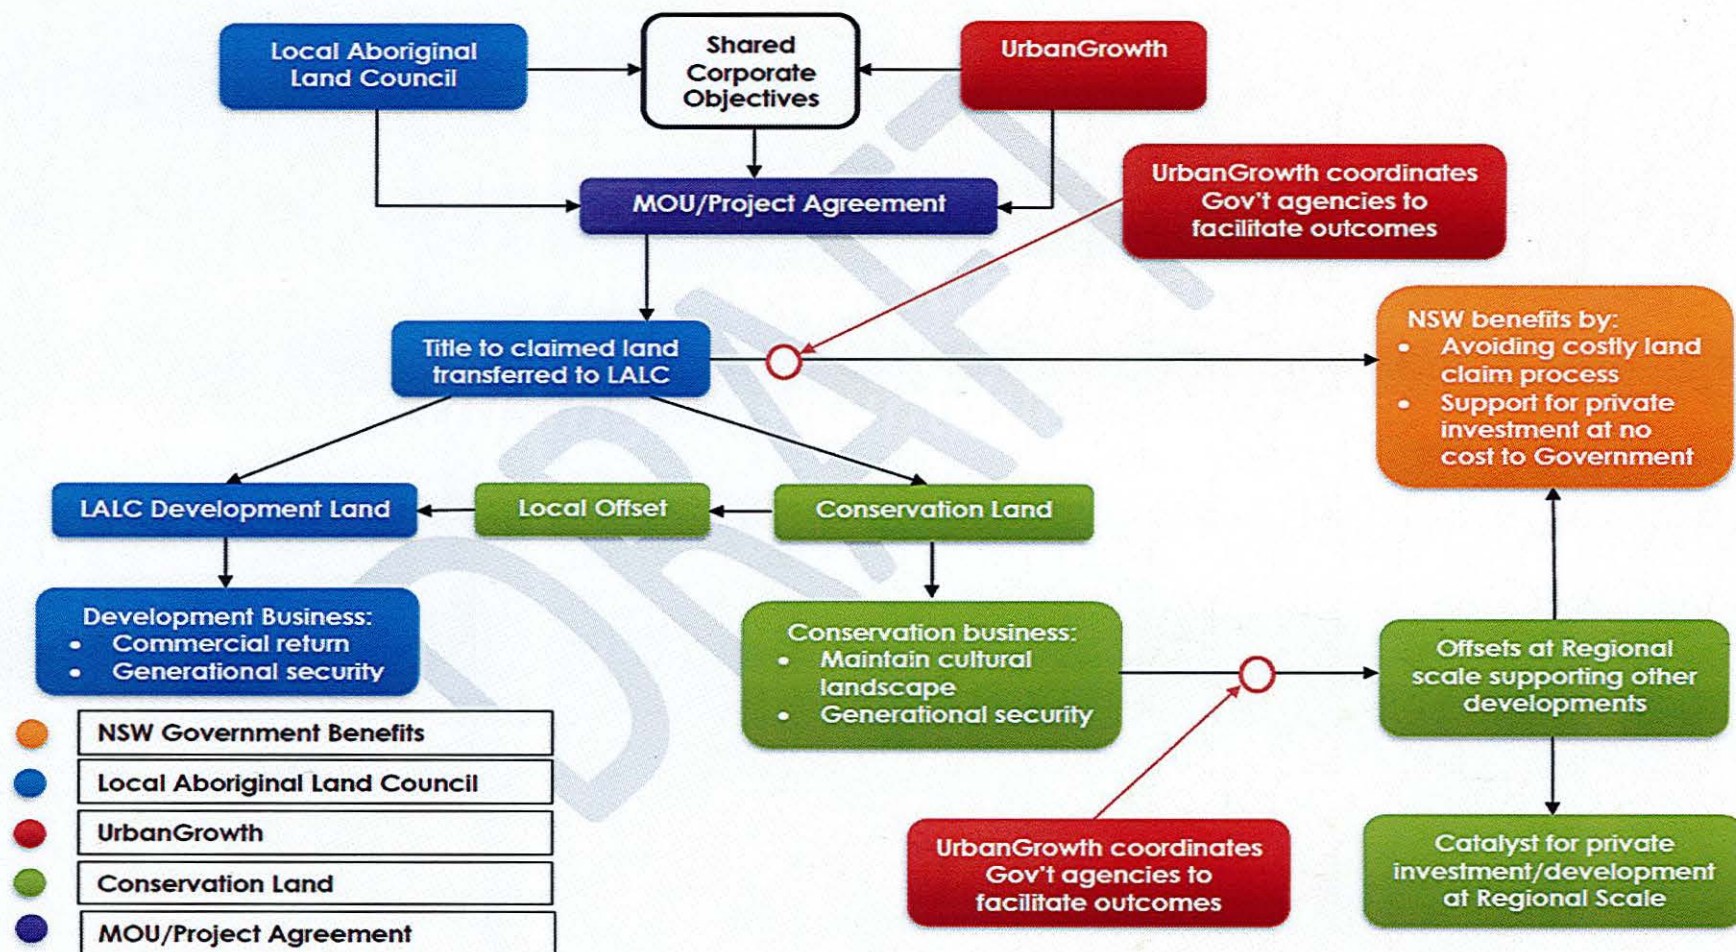 Local Aboriginal
Land Council
Shared
Corporate
Objectives
UrbanGrowth
MOU/Project Agreement
UrbanGrowth coordinates
Gov't agencies to
facilitate outcomes
Title to claimed land
transferred to LALC
NSW benefits by:
• Avoiding costly land
claim process
• Support for private
investment at no
cost to Government
LALC Development Land
Local Offset
Conservation Land
Development Business:
• Commercial return
• Generational security
Conservation business:
• Maintain cultural
landscape
• Generational security
Offsets at Regional
scale supporting other
developments
UrbanGrowth coordinates
Gov't agencies to
facilitate outcomes
Catalyst for private
investment/development
at Regional Scale
NSW Government Benefits
Local Aboriginal Land Council
UrbanGrowth
Conservation Land
MOU/Project Agreement
DRAFT